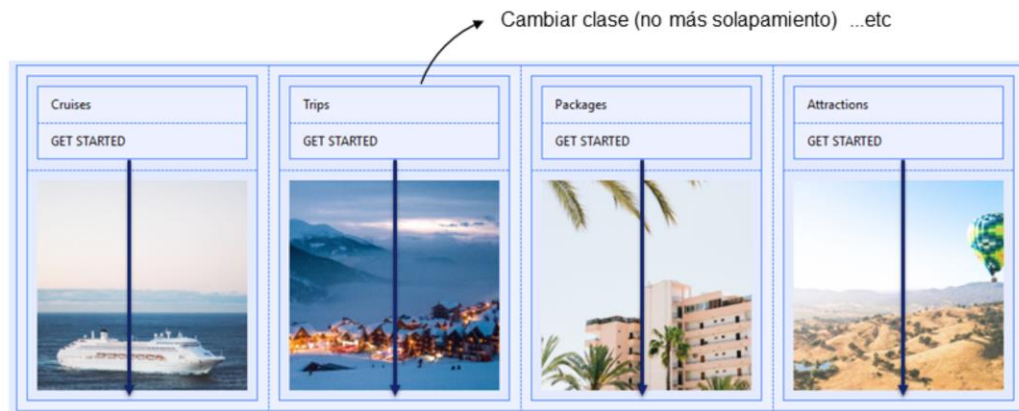 Cambiar clase (no más solapamiento) ...etc
Cruises
GET STARTED
Trips
GET STARTED
Packages
GET STARTED
Attractions
GET STARTED